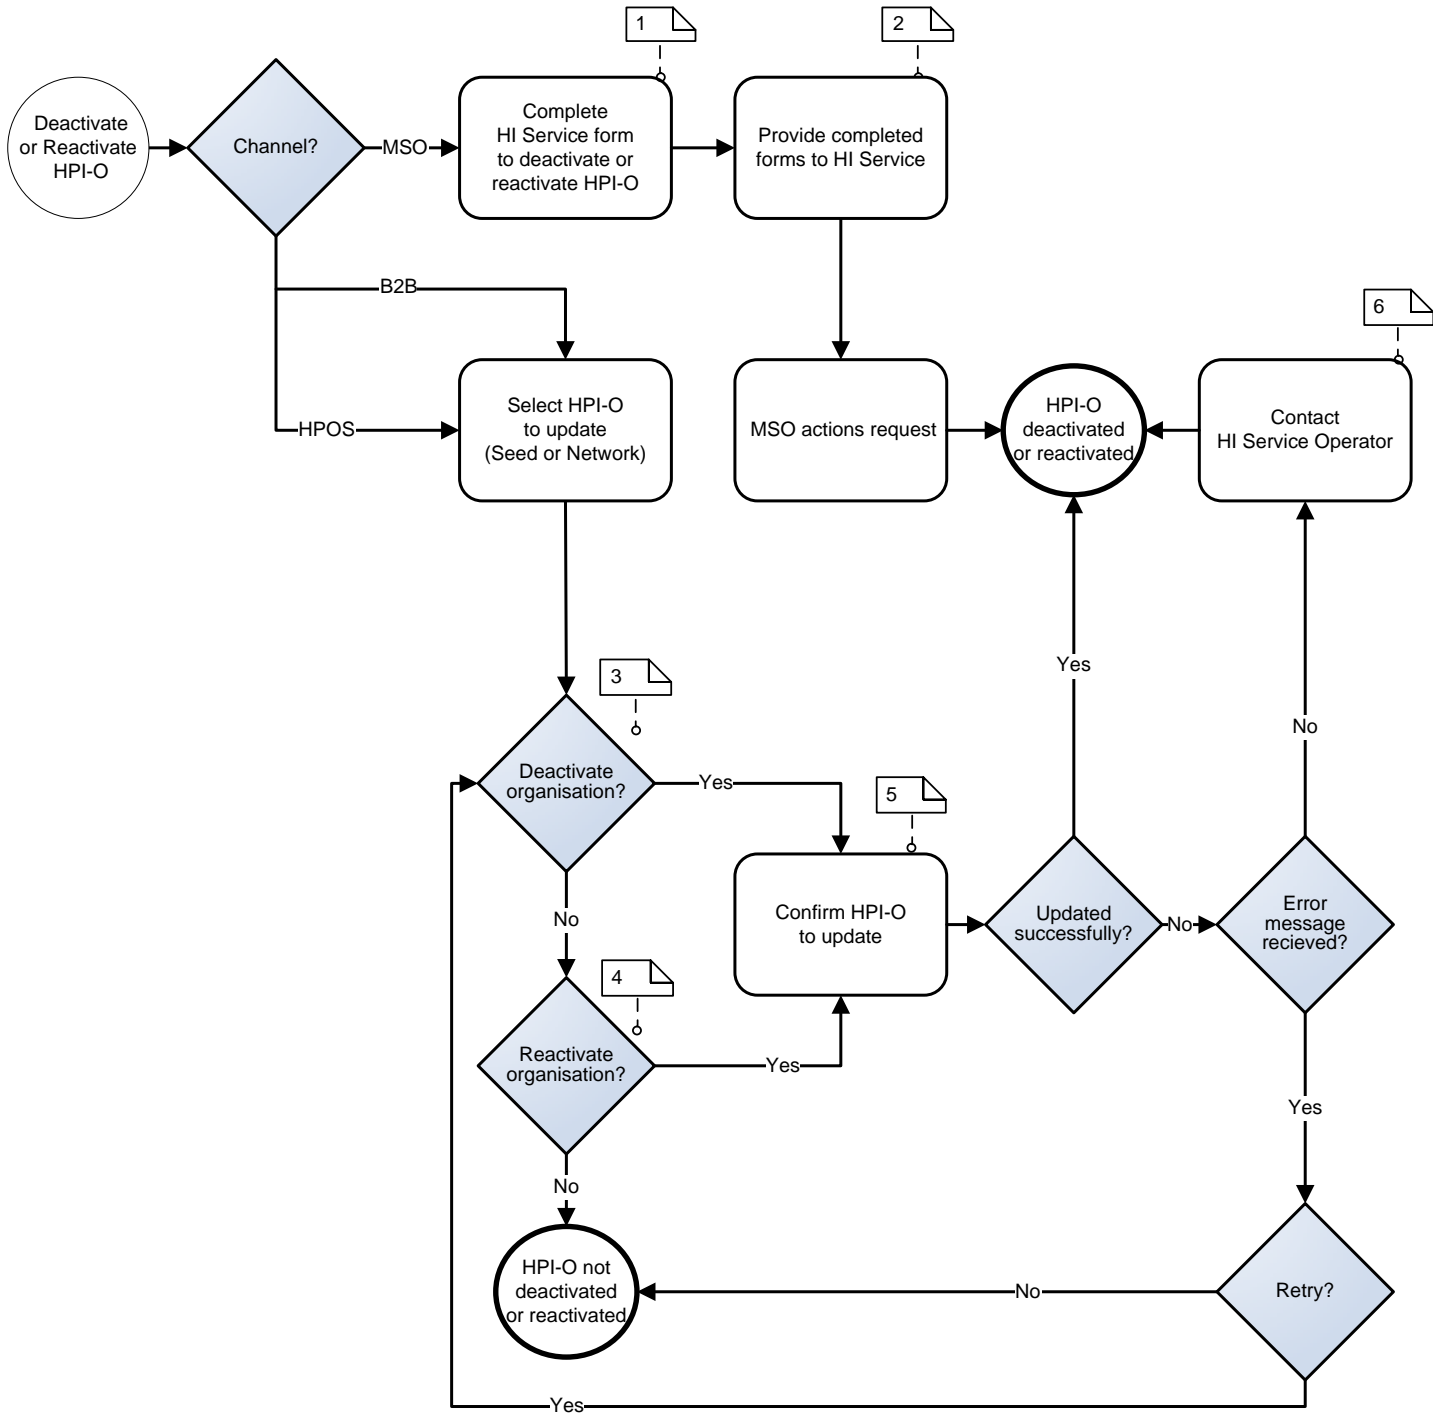 1
2
Deactivate
or Reactivate
HPI-O
Channel?
MSO
Complete
HI Service form
to deactivate or
reactivate HPI-O
Provide completed
forms to HI Service
B2B
6
HPOS
Select HPI-O
to update
(Seed or Network)
MSO actions request
HPI-O
deactivated
or reactivated
Contact
HI Service Operator
3
Yes
No
Deactivate
organisation?
Yes
5
No
Confirm HPI-O
to update
Updated
successfully?
No
Error
message
recieved?
4
Reactivate
organisation?
Yes
Yes
No
HPI-O not
deactivated
or reactivated
No
Retry?
Yes